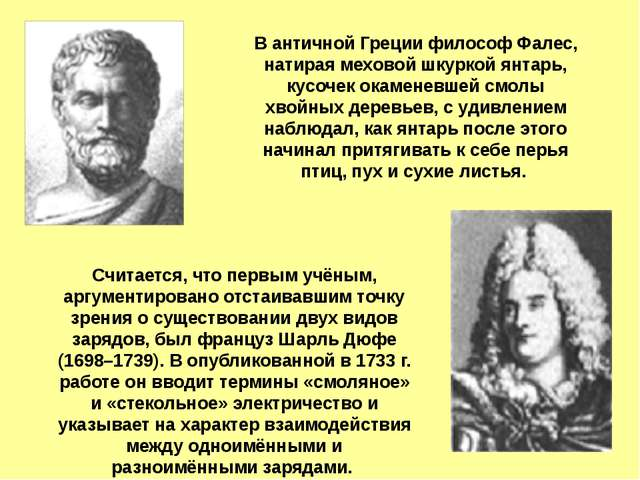 В античной Греции философ Фалес,
натирая меховой шкуркой янтарь,
кусочек окаменевшей смолы
хвойных деревьев, с удивлением
наблюдал, как янтарь после этого
начинал притягивать к себе перья
птиц, пух и сухие листья.
Считается, что первым учёным,
аргументировано отстаивавшим точку
зрения о существовании двух видов
зарядов, был француз Шарль Дюфе
(1698–1739). В опубликованной в 1733 г.
работе он вводит термины «смоляное»
и «стекольное» электричество и
указывает на характер взаимодействия
между одноимёнными и
разноимёнными зарядами.